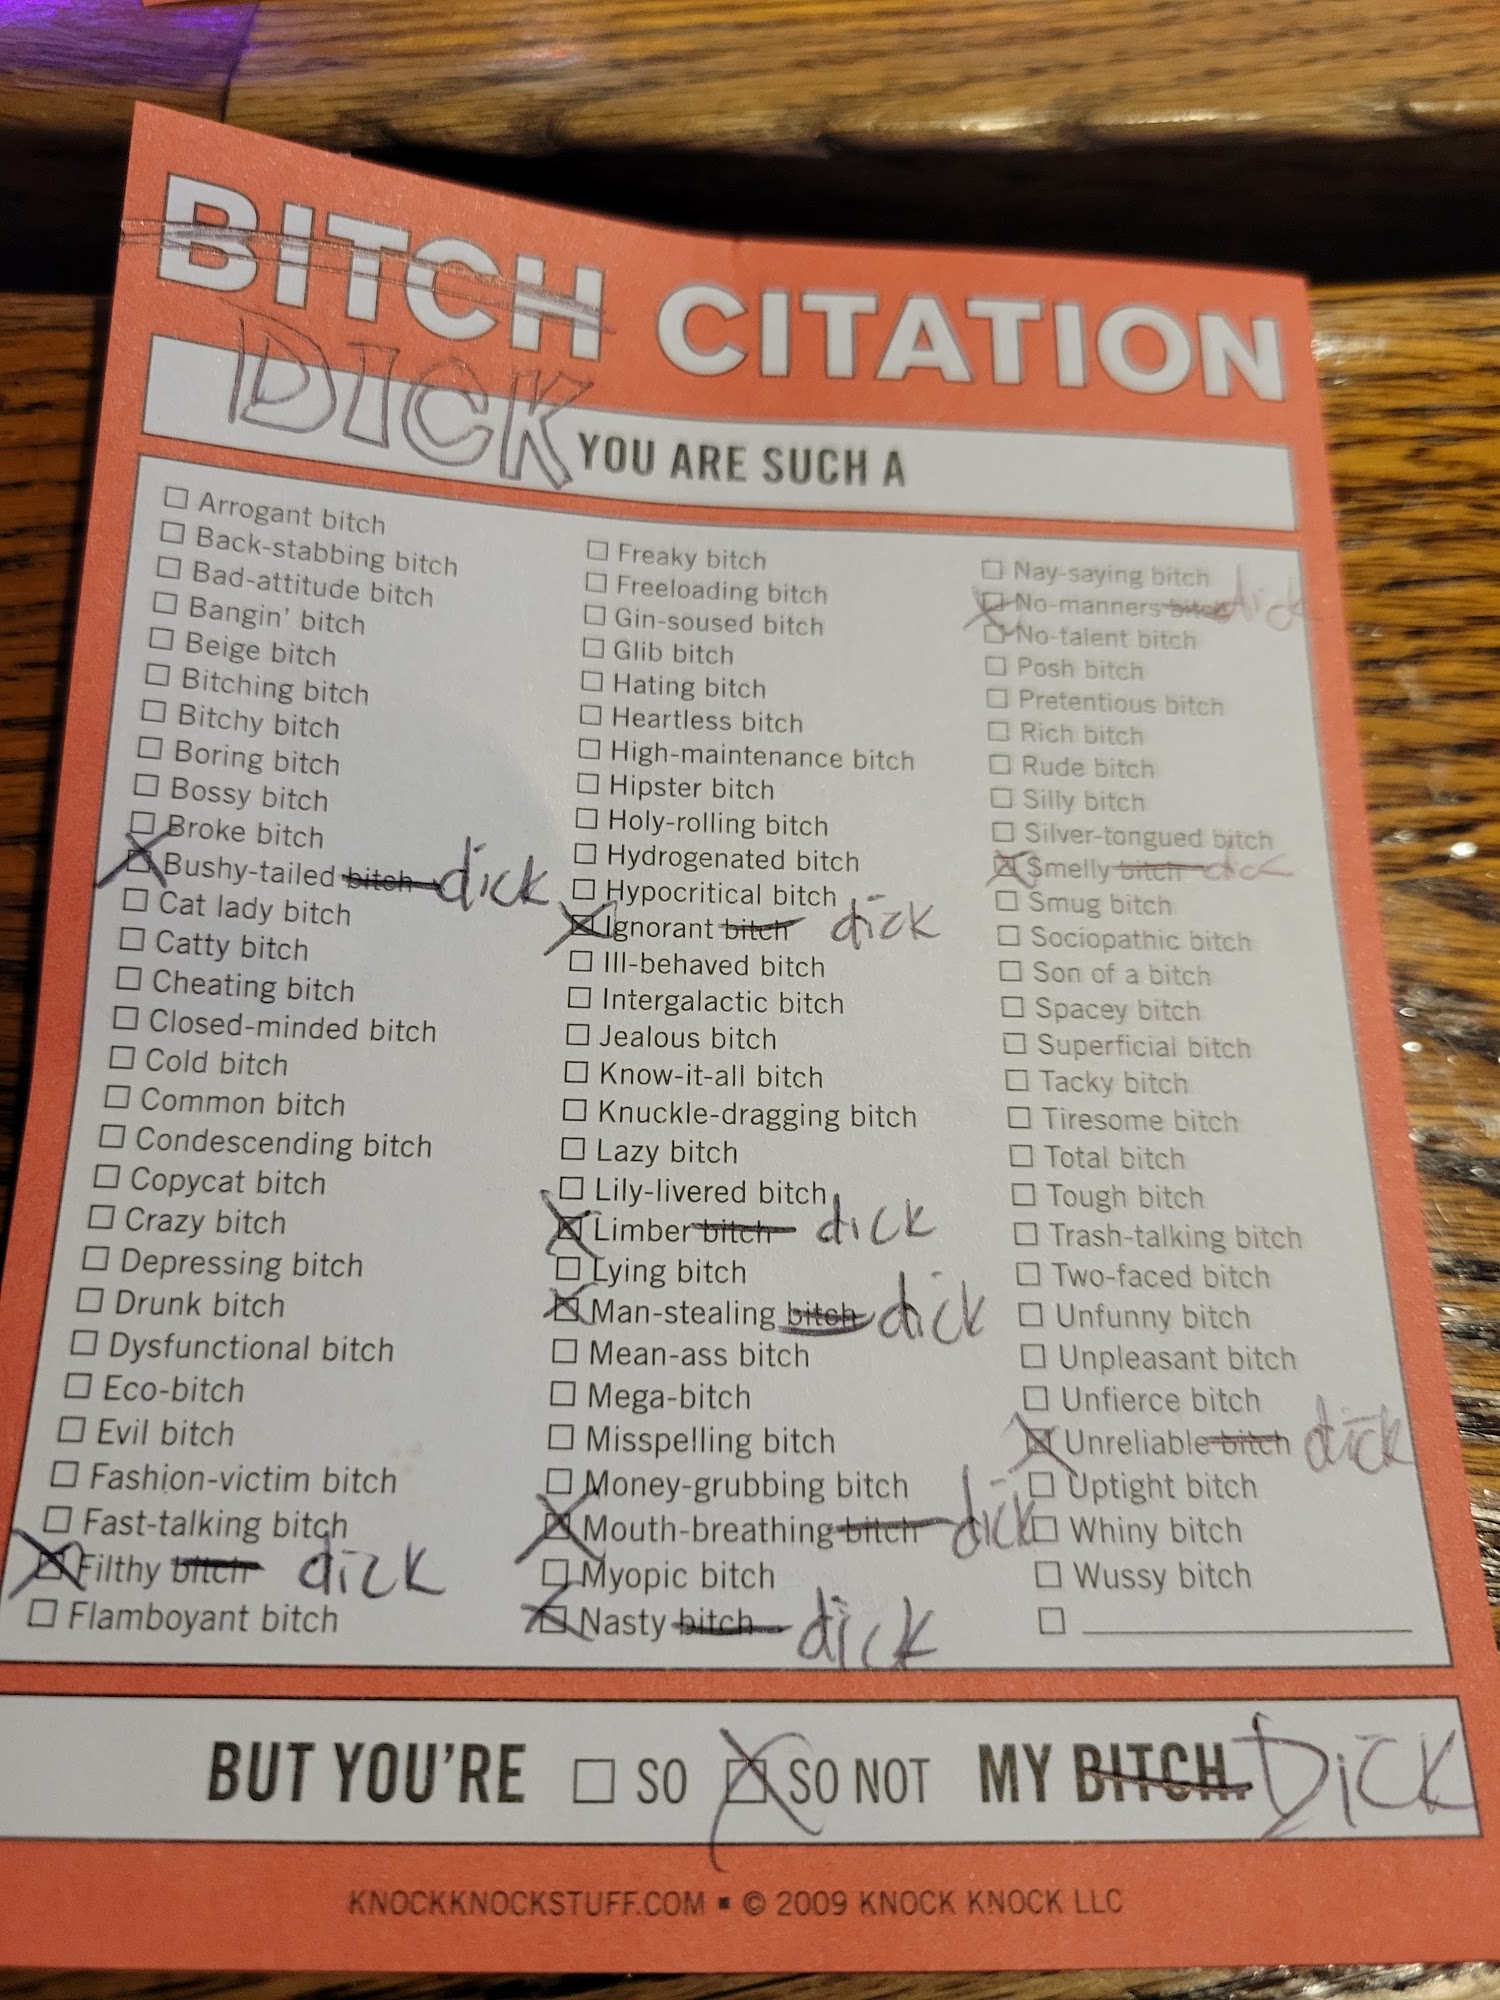 BITCH CITATION
DICK
YOU ARE SUCH A
Arrogant bitch
Back-stabbing bitch
Bad-attitude bitch
Bangin' bitch
Beige bitch
Bitching bitch
Bitchy bitch
Boring bitch
Bossy bitch
Broke bitch
Bushy-tailed bitch dick
Cat lady bitch
Catty bitch
Cheating bitch
Closed-minded bitch
Cold bitch
Common bitch
Condescending bitch
Copycat bitch
Crazy bitch
Depressing bitch
Drunk bitch
Dysfunctional bitch
Eco-bitch
Evil bitch
Fashion-victim bitch
Fast-talking bitch
Filthy bitch dick
Flamboyant bitch
Freaky bitch
Freeloading bitch
Gin-soused bitch
Glib bitch
Hating bitch
Heartless bitch
High-maintenance bitch
Hipster bitch
Holy-rolling bitch
Hydrogenated bitch
Hypocritical bitch
Ignorant bitch dick
Ill-behaved bitch
Intergalactic bitch
Jealous bitch
Know-it-all bitch
Knuckle-dragging bitch
Lazy bitch
Lily-livered bitch
Limber bitch dick
Lying bitch
Man-stealing bitch dick
Mean-ass bitch
Mega-bitch
Misspelling bitch
Money-grubbing bitch
Mouth-breathing bitch dick
Myopic bitch
Nasty bitch dick
Nay-saying bitch
No-manners bitch dick
No-talent bitch
Posh bitch
Pretentious bitch
Rich bitch
Rude bitch
Silly bitch
Silver-tongued bitch
Smelly bitch dick
Smug bitch
Sociopathic bitch
Son of a bitch
Spacey bitch
Superficial bitch
Tacky bitch
Tiresome bitch
Total bitch
Tough bitch
Trash-talking bitch
Two-faced bitch
Unfunny bitch
Unpleasant bitch
Unfierce bitch
Unreliable bitch dick
Uptight bitch
Whiny bitch
Wussy bitch
BUT YOU'RE SO SO NOT MY BITCH. DICK
KNOCKKNOCKSTUFF.COM ▪ © 2009 KNOCK KNOCK LLC